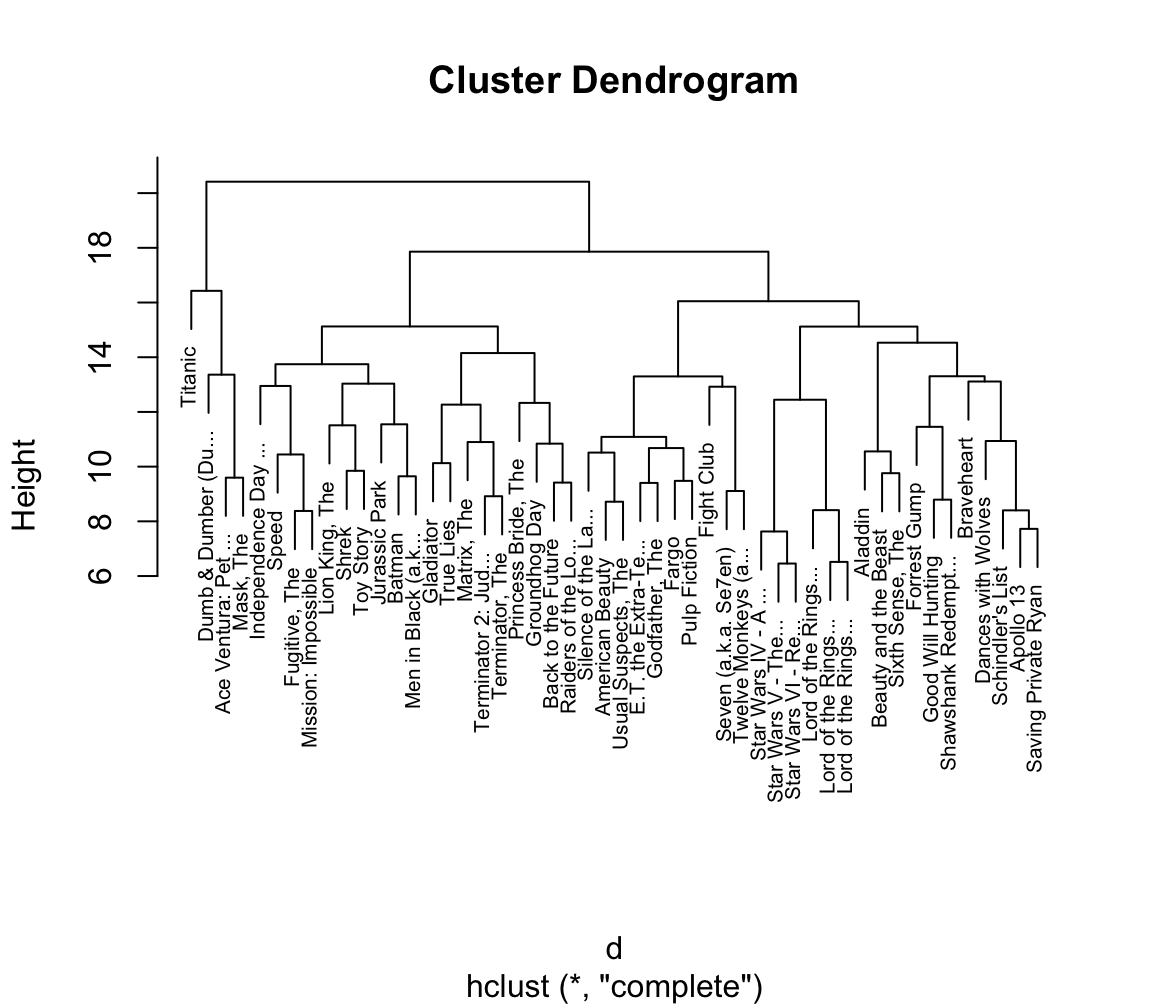 Cluster Dendrogram
Height
18
14
10
8
6
Titanic
Dumb & Dumber (Du...
Ace Ventura: Pet ...
Mask, The
Independence Day ...
Speed
Fugitive, The
Mission: Impossible
Lion King, The
Shrek
Toy Story
Jurassic Park
Batman
Men in Black (a.k...
Gladiator
True Lies
Matrix, The
Terminator 2: Jud...
Terminator, The
Princess Bride, The
Groundhog Day
Back to the Future
Raiders of the Lo...
Silence of the La...
American Beauty
Usual Suspects, The
E.T. the Extra-Te...
Godfather, The
Fargo
Pulp Fiction
Fight Club
Seven (a.k.a. Se7en)
Twelve Monkeys (a...
Star Wars IV - A ...
Star Wars V - The...
Star Wars VI - Re...
Lord of the Rings...
Lord of the Rings...
Lord of the Rings...
Aladdin
Beauty and the Beast
Sixth Sense, The
Forrest Gump
Good Will Hunting
Shawshank Redempt...
Braveheart
Dances with Wolves
Schindler's List
Apollo 13
Saving Private Ryan
d
hclust (*, "complete")